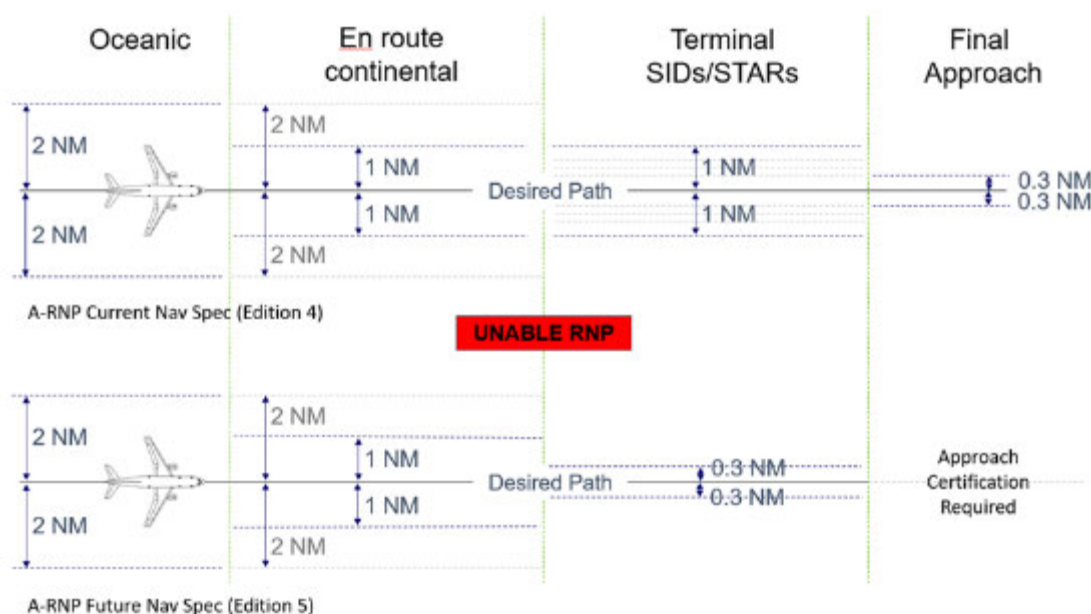 Oceanic
En route
continental
Terminal
SIDs/STARs
Final
Approach
2 NM
2 NM
2 NM
1 NM
1 NM
2 NM
Desired Path
1 NM
1 NM
0.3 NM
0.3 NM
A-RNP Current Nav Spec (Edition 4)
UNABLE RNP
2 NM
2 NM
2 NM
1 NM
1 NM
2 NM
Desired Path
0.3 NM
0.3 NM
Approach
Certification
Required
A-RNP Future Nav Spec (Edition 5)